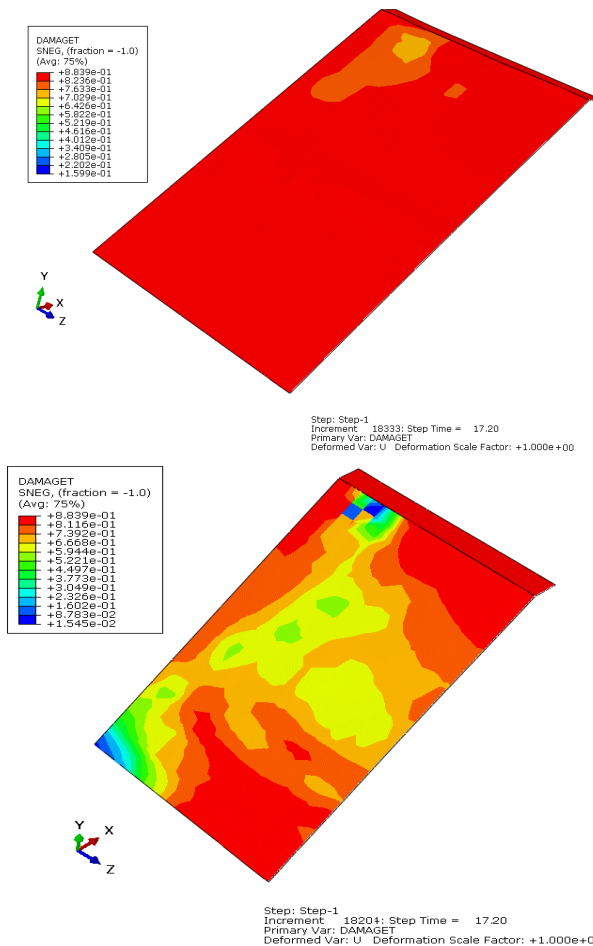 DAMAGET
SNEG, (fraction = -1.0)
(Avg: 75%)
+8.839e-01
+8.236e-01
+7.633e-01
+7.029e-01
+6.426e-01
+5.822e-01
+5.219e-01
+4.616e-01
+4.012e-01
+3.409e-01
+2.805e-01
+2.202e-01
+1.599e-01
Y
X
Z
Step: Step-1
Increment 18333: Step Time = 17.20
Primary Var: DAMAGET
Deformed Var: U Deformation Scale Factor: +1.000e+00
DAMAGET
SNEG, (fraction = -1.0)
(Avg: 75%)
+8.839e-01
+8.116e-01
+7.392e-01
+6.668e-01
+5.944e-01
+5.221e-01
+4.497e-01
+3.773e-01
+3.049e-01
+2.326e-01
+1.602e-01
+8.783e-02
+1.545e-02
Y
X
Z
Step: Step-1
Increment 18204: Step Time = 17.20
Primary Var: DAMAGET
Deformed Var: U Deformation Scale Factor: +1.000e+0